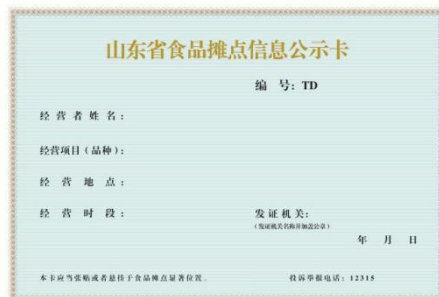 山东省食品摊点信息公示卡
编 号：TD
经 营 者 姓 名：
经营项目（品种）：
经 营 地 点：
经 营 时 段：
发 证 机 关：
（发证机关名称并加盖公章）
年 月 日
本卡应当张贴或者悬挂于食品摊点显著位置。
投诉举报电话：12315